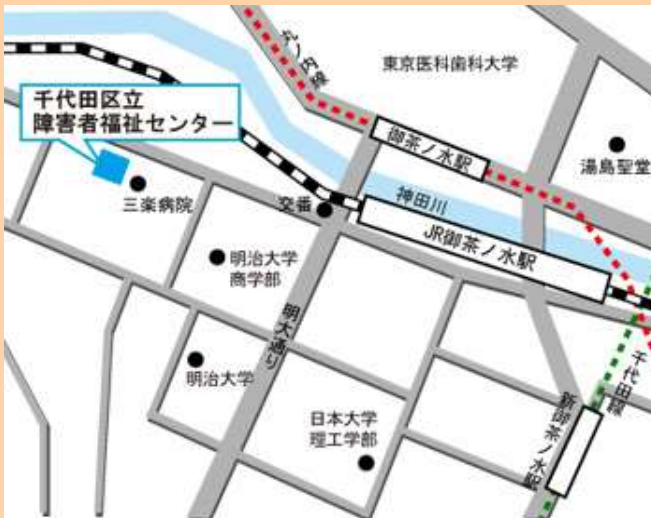 丸ノ内線
東京医科歯科大学
千代田区立
障害者福祉センター
御茶ノ水駅
湯島聖堂
三楽病院
交番
神田川
JR御茶ノ水駅
明治大学
商学部
明大通り
千代田線
明治大学
日本大学
理工学部
新御茶ノ水駅